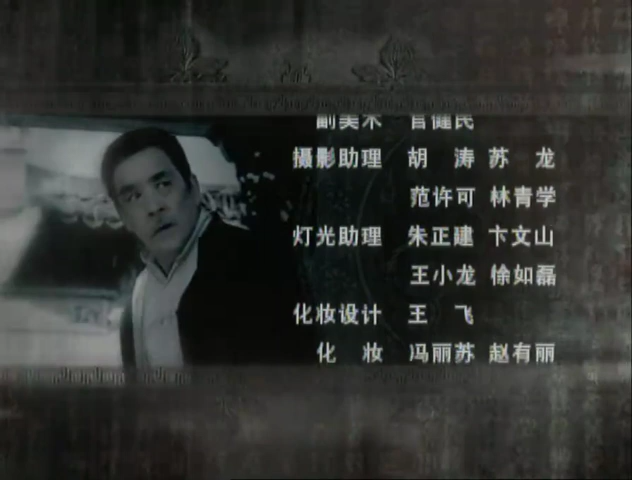 副美术 官健民
摄影助理 胡 涛 苏 龙
范许可 林青学
灯光助理 朱正建 卞文山
王小龙 徐如磊
化妆设计 王 飞
化 妆 冯丽苏 赵有丽